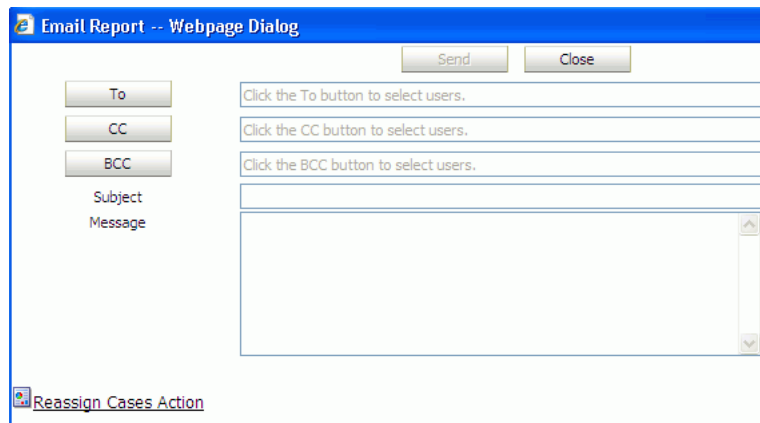 Email Report -- Webpage Dialog
Send Close
To Click the To button to select users.
CC Click the CC button to select users.
BCC Click the BCC button to select users.
Subject
Message
Reassign Cases Action